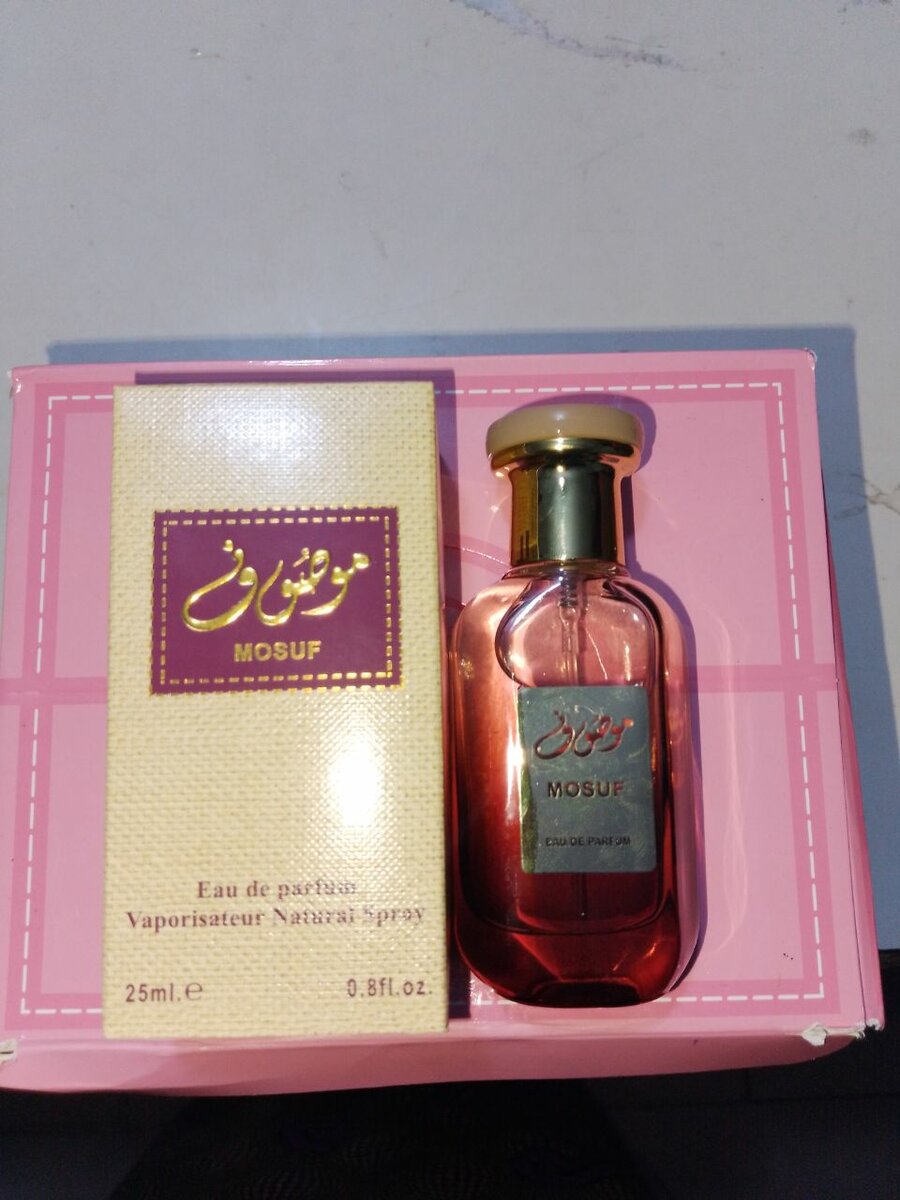 موصوف
MOSUF
Eau de parfum
Vaporisateur Natural Spray
25ml.e 0.8fl.oz.
موصوف
MOSUF
EAU DE PARFUM